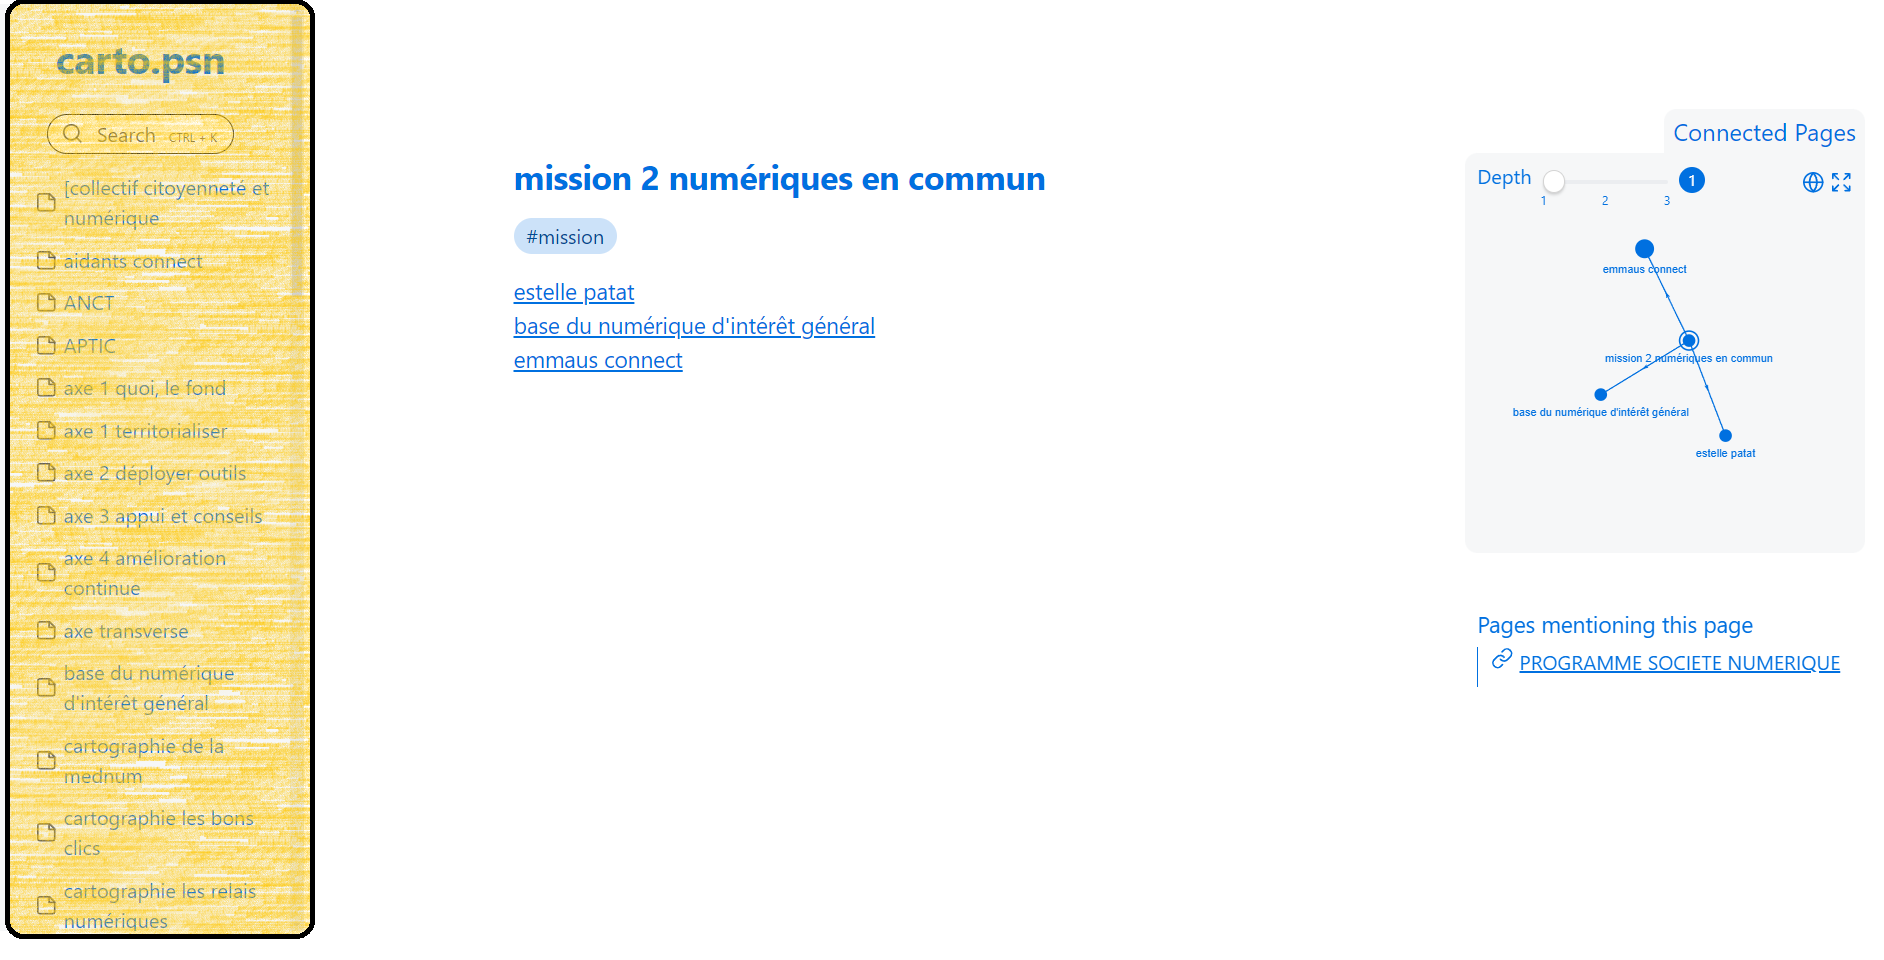 carto.psn
Search CTRL + K
[collectif citoyenneté et
numérique
aidants connect
ANCT
APTIC
axe 1 quoi, le fond
axe 1 territorialiser
axe 2 déployer outils
axe 3 appui et conseils
axe 4 amélioration
continue
axe transverse
base du numérique
d'intérêt général
cartographie de la
mednum
cartographie les bons
clics
cartographie les relais
numériques
mission 2 numériques en commun
#mission
estelle patat
base du numérique d'intérêt général
emmaus connect
Connected Pages
Depth
1
1 2 3
emmaus connect
mission 2 numériques en commun
base du numérique d'intérêt général
estelle patat
Pages mentioning this page
PROGRAMME SOCIETE NUMERIQUE